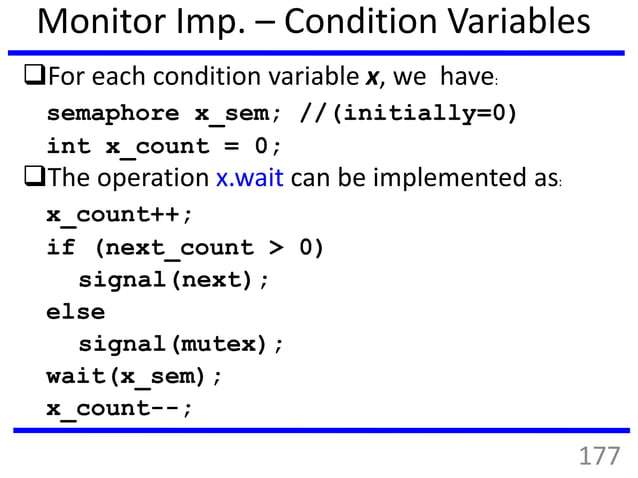 Monitor Imp. – Condition Variables
❑For each condition variable x, we have:
semaphore x_sem; //(initially=0)
int x_count = 0;
❑The operation x.wait can be implemented as:
x_count++;
if (next_count > 0)
signal(next);
else
signal(mutex);
wait(x_sem);
x_count--;
177